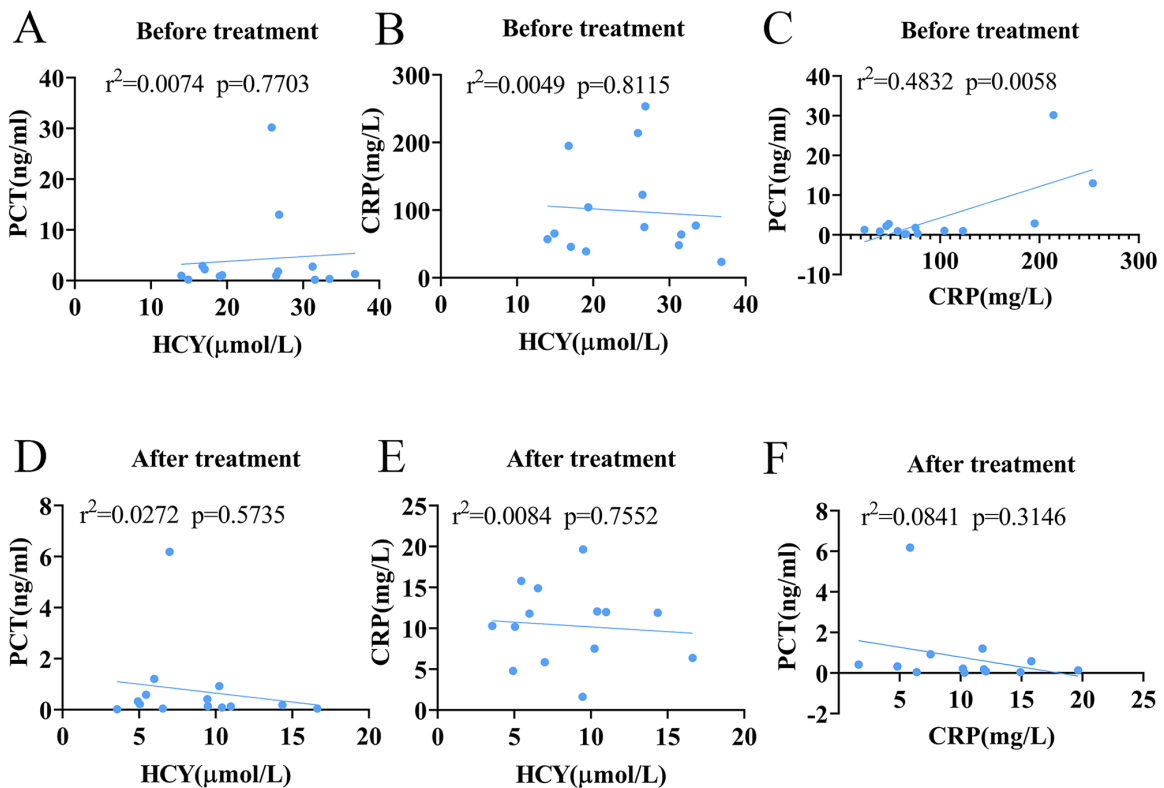 A
Before treatment
r²=0.0074 p=0.7703
PCT(ng/ml)
40
30
20
10
0
0
10
20
30
40
HCY(μmol/L)
B
Before treatment
r²=0.0049 p=0.8115
CRP(mg/L)
300
200
100
0
0
10
20
30
40
HCY(μmol/L)
C
Before treatment
r²=0.4832 p=0.0058
PCT(ng/ml)
40
30
20
10
0
-10
100
200
300
CRP(mg/L)
D
After treatment
r²=0.0272 p=0.5735
PCT(ng/ml)
8
6
4
2
0
0
5
10
15
20
HCY(μmol/L)
E
After treatment
r²=0.0084 p=0.7552
CRP(mg/L)
25
20
15
10
5
0
0
5
10
15
20
HCY(μmol/L)
F
After treatment
r²=0.0841 p=0.3146
PCT(ng/ml)
8
6
4
2
0
-2
5
10
15
20
25
CRP(mg/L)